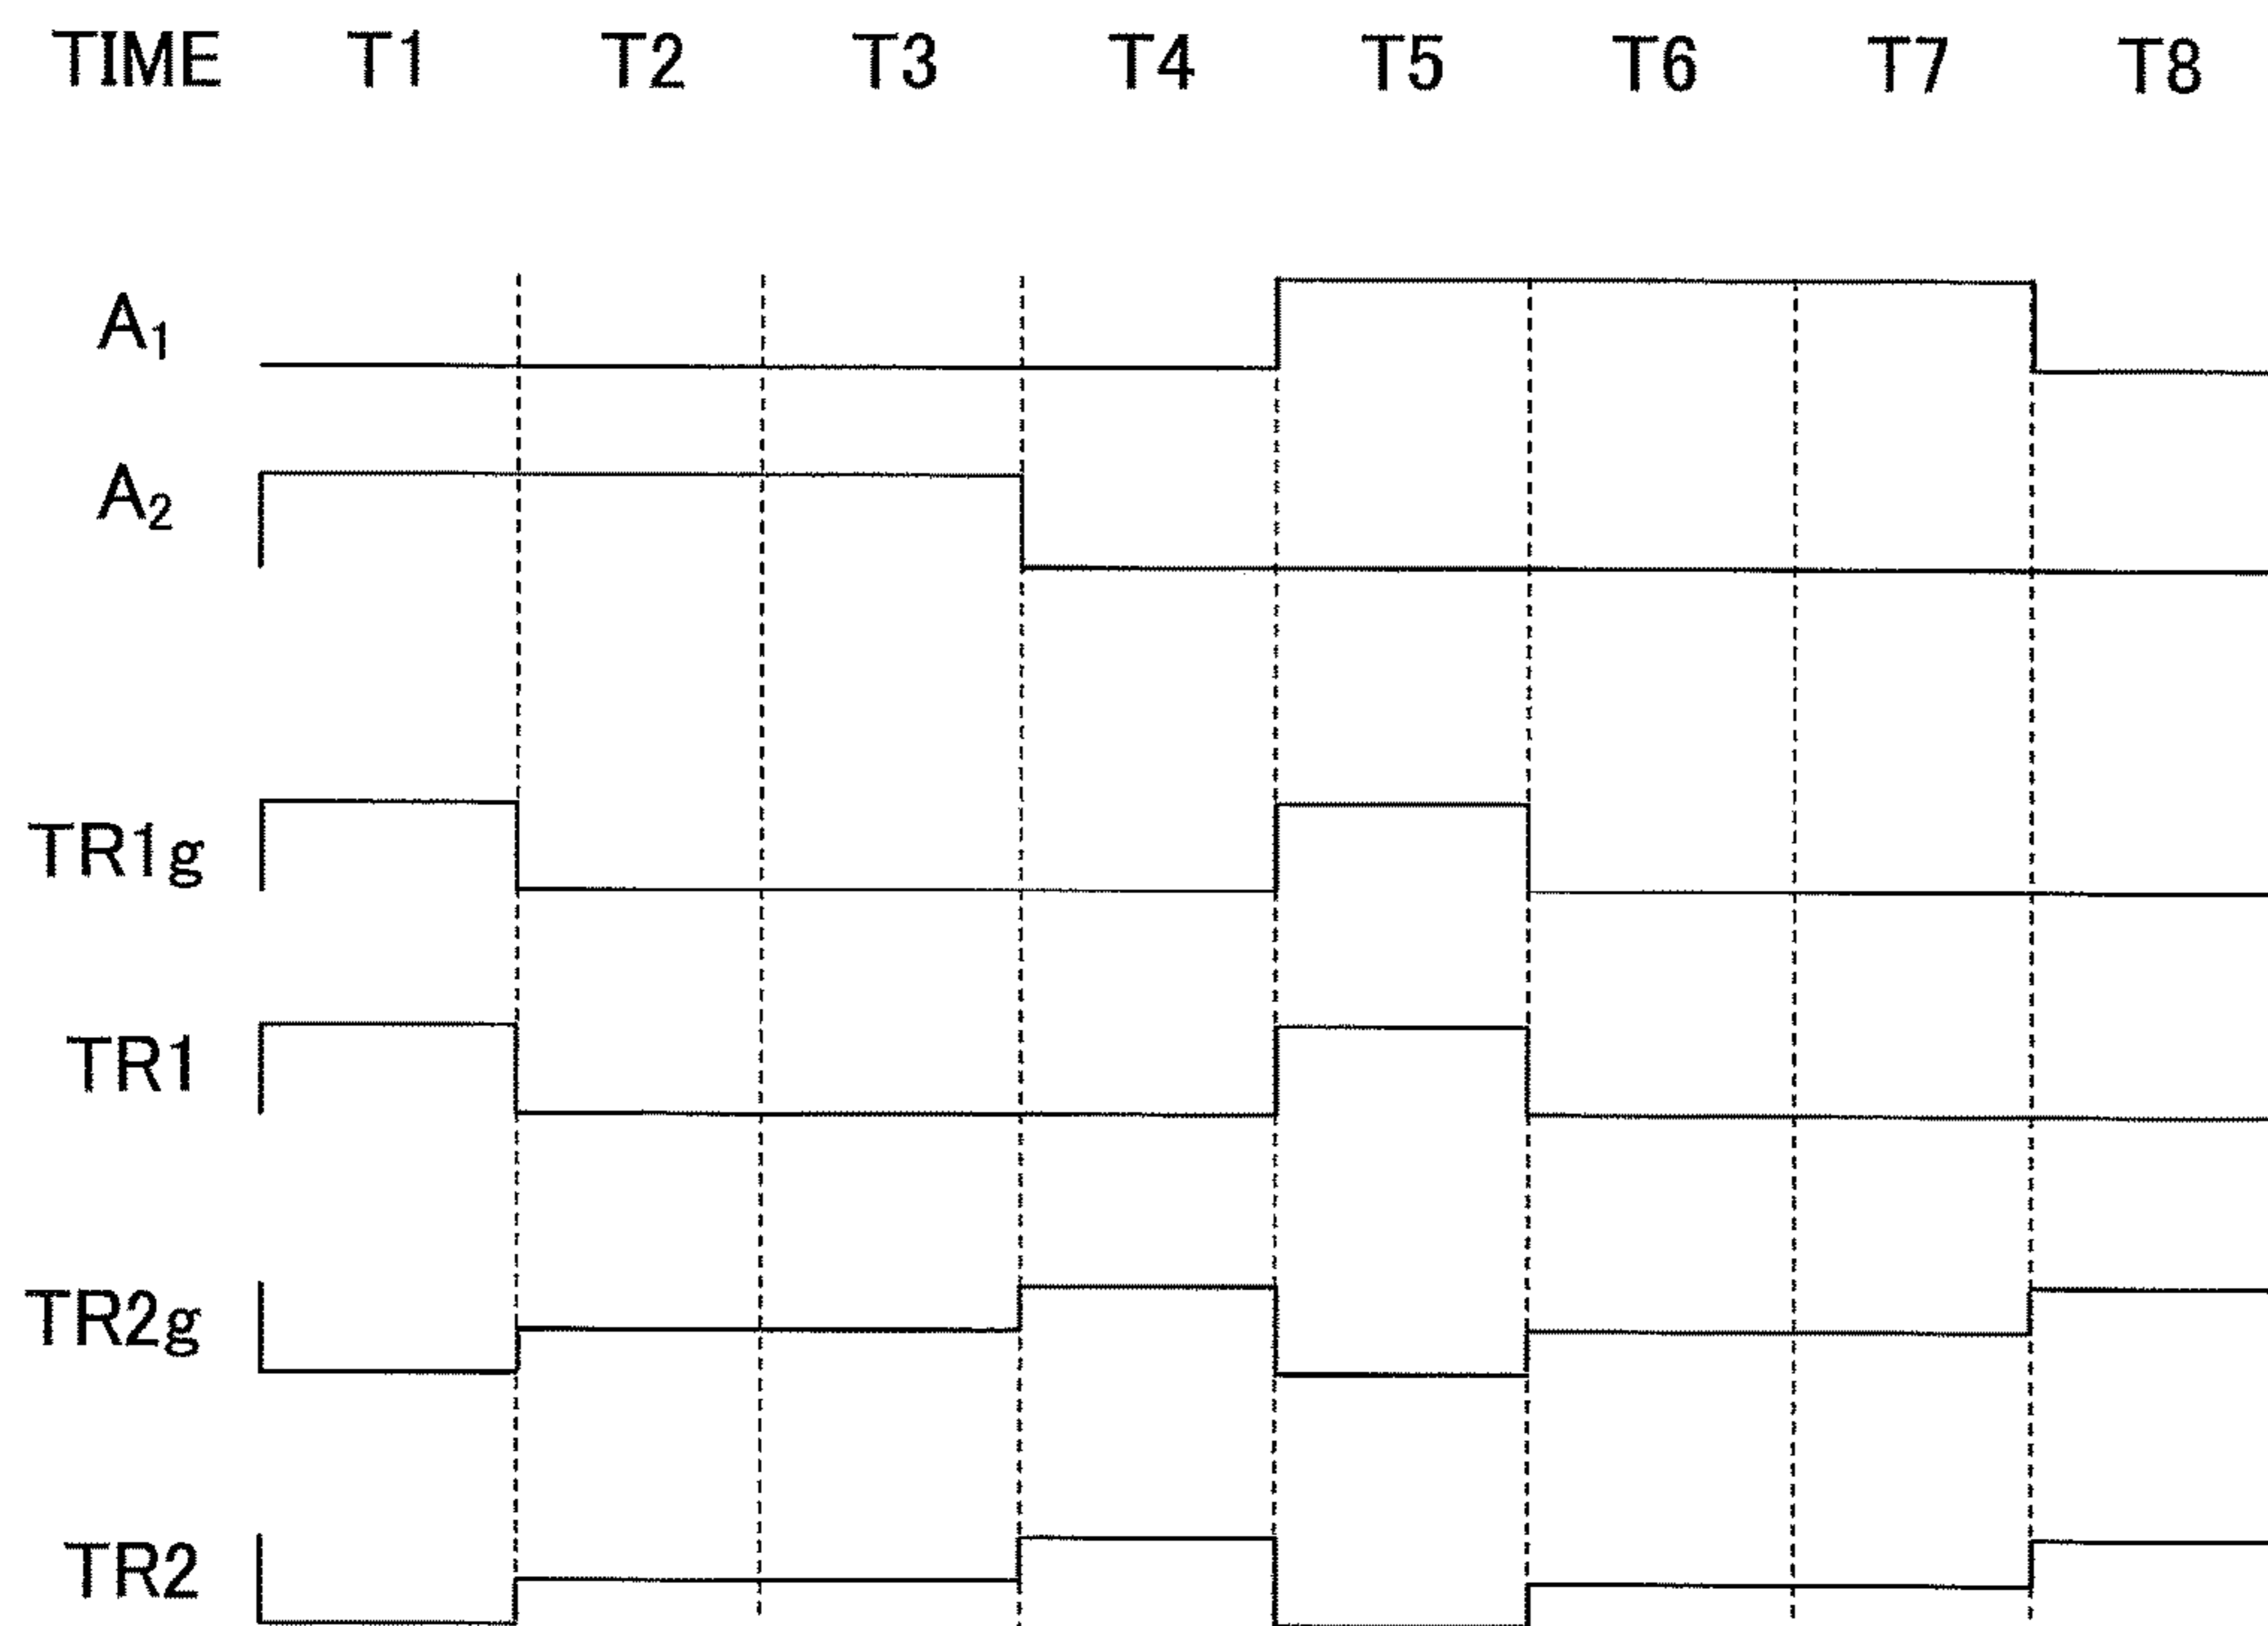 TIME T1 T2 T3 T4 T5 T6 T7 T8
A₁
A₂
TR1g
TR1
TR2g
TR2